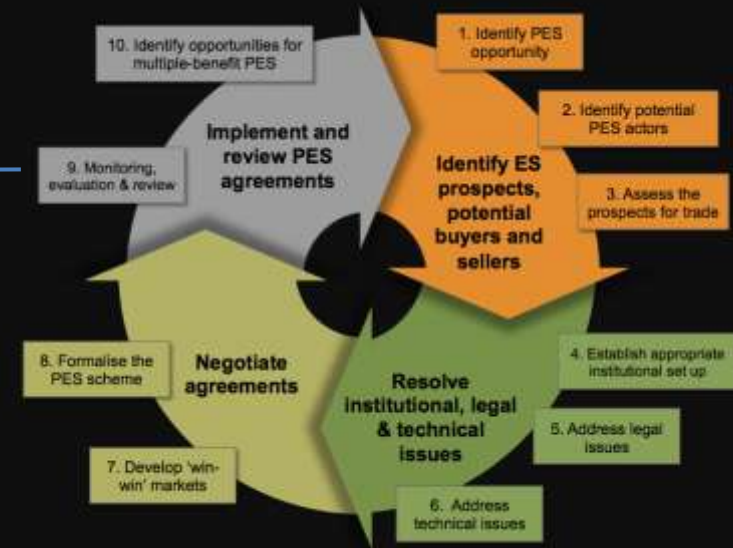 1. Identify PES
opportunity
2. Identify potential
PES actors
3. Assess the
prospects for trade
Identify ES
prospects,
potential
buyers and
sellers
4. Establish appropriate
institutional set up
5. Address legal
issues
6. Address
technical issues
Resolve
institutional, legal
& technical
issues
7. Develop 'win-
win' markets
8. Formalise the
PES scheme
Negotiate
agreements
9. Monitoring,
evaluation & review
10. Identify opportunities for
multiple-benefit PES
Implement and
review PES
agreements